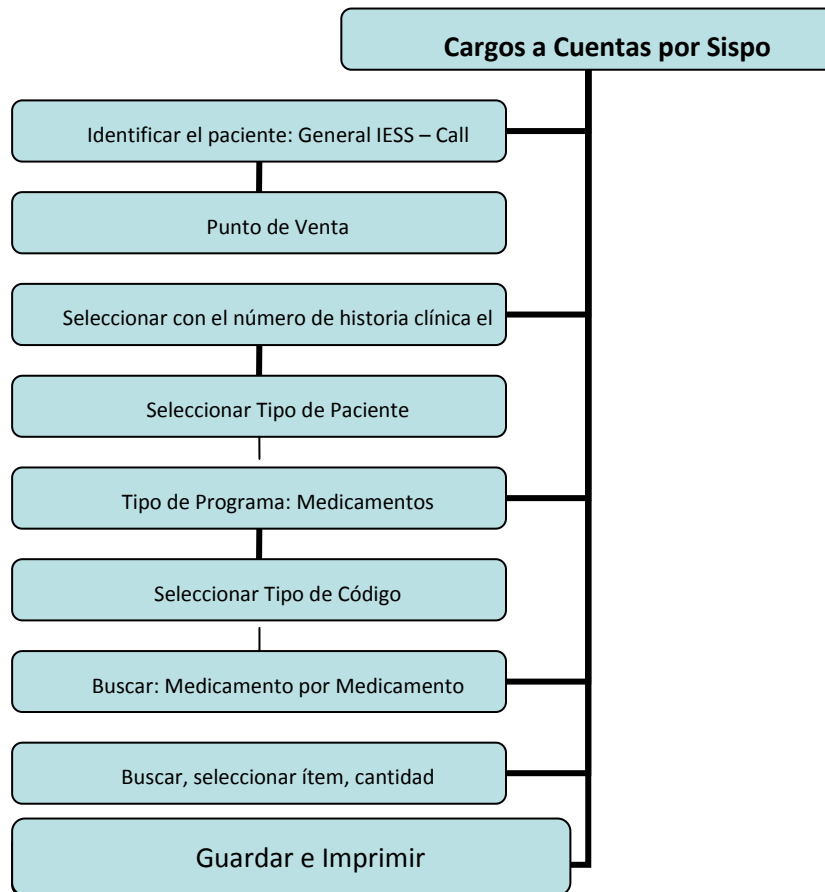 Cargos a Cuentas por Sispo
Identificar el paciente: General IESS – Call
Punto de Venta
Seleccionar con el número de historia clínica el
Seleccionar Tipo de Paciente
Tipo de Programa: Medicamentos
Seleccionar Tipo de Código
Buscar: Medicamento por Medicamento
Buscar, seleccionar ítem, cantidad
Guardar e Imprimir